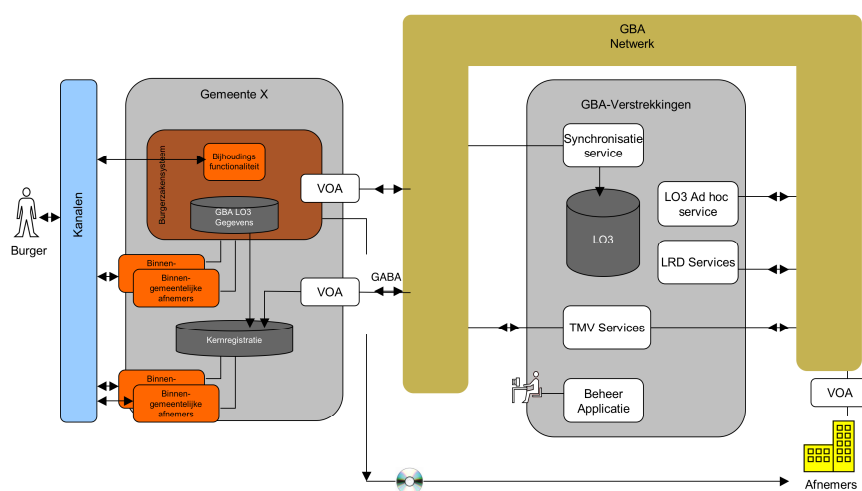 GBA
Netwerk
Gemeente X
GBA-Verstrekkingen
Burgerzakensysteem
Bijhoudings
functionaliteit
Synchronisatie
service
VOA
GBA LO3
Gegevens
LO3 Ad hoc
service
Kanalen
LO3
Burger
Binnen-
Binnen-
gemeentelijke
afnemers
LRD Services
GABA
VOA
TMV Services
Kernregistratie
Binnen-
Binnen-
gemeentelijke
afnemers
Beheer
Applicatie
VOA
Afnemers